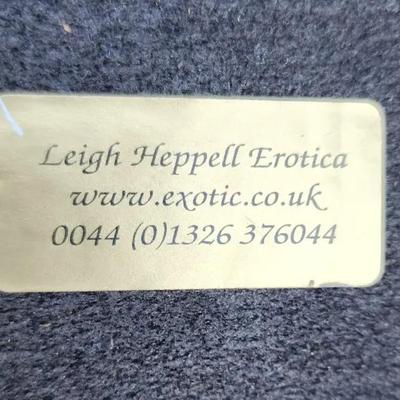 Leigh Heppell Erotica
www.exotic.co.uk
0044 (0)1326 376044